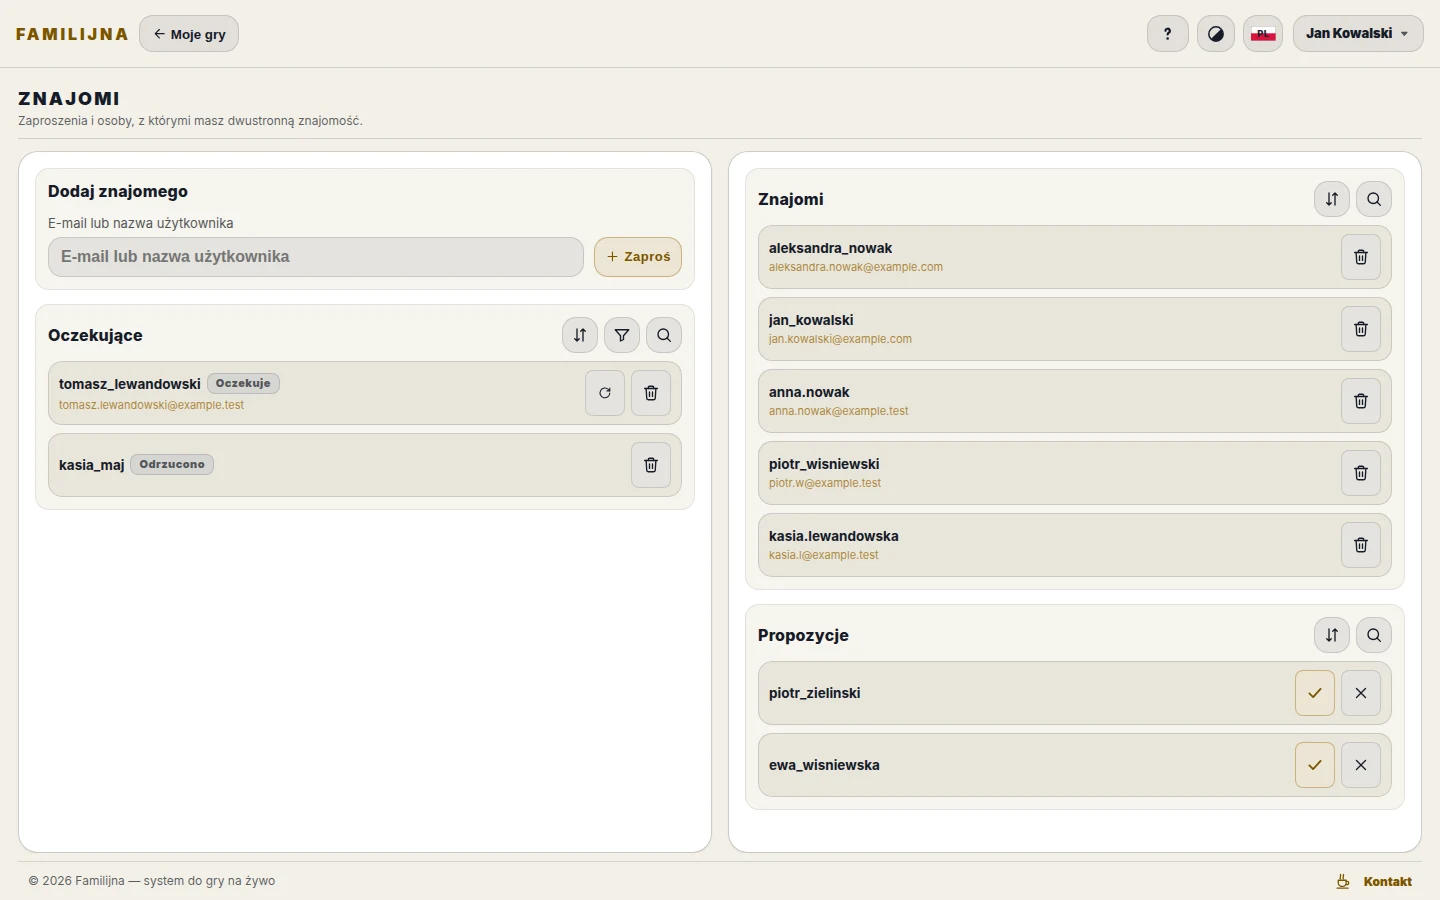 FAMILIJNA
← Moje gry
?
PL
Jan Kowalski
ZNAJOMI
Zaproszenia i osoby, z którymi masz dwustronną znajomość.
Dodaj znajomego
E-mail lub nazwa użytkownika
E-mail lub nazwa użytkownika
+ Zaproś
Oczekujące
tomasz_lewandowski Oczekuje
tomasz.lewandowski@example.test
kasia_maj Odrzucono
Znajomi
aleksandra_nowak
aleksandra.nowak@example.com
jan_kowalski
jan.kowalski@example.com
anna.nowak
anna.nowak@example.test
piotr_wisniewski
piotr.w@example.test
kasia.lewandowska
kasia.l@example.test
Propozycje
piotr_zielinski
ewa_wisniewska
© 2026 Familijna — system do gry na żywo
Kontakt